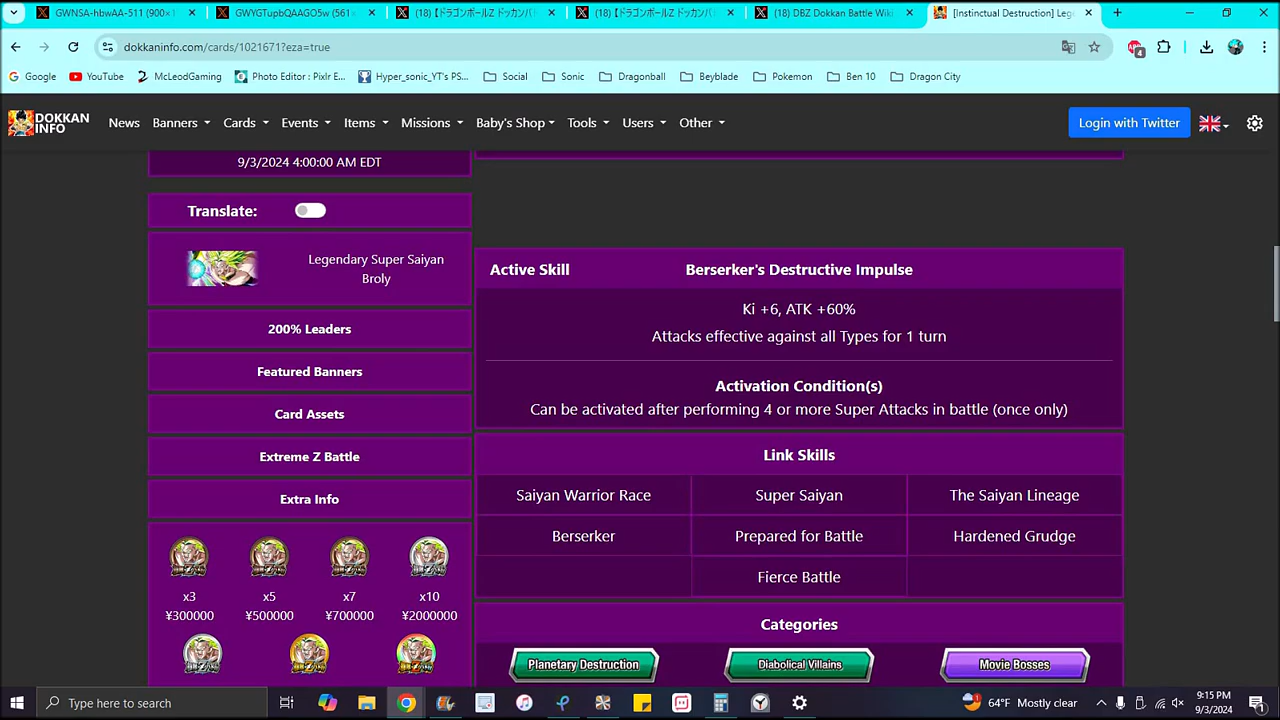 GWNSA-hbwAA-511 (900×1
GWYGTupbQAAGO5w (561×
(18) 【ドラゴンボールZ ドッカンバ
(18) 【ドラゴンボールZ ドッカンバ
(18) DBZ Dokkan Battle Wiki
[Instinctual Destruction] Lege
dokkaninfo.com/cards/1021671?eza=true
4
Google
YouTube
McLeodGaming
Photo Editor : Pixlr E...
Hyper_sonic_YT's PS...
Social
Sonic
Dragonball
Beyblade
Pokemon
Ben 10
Dragon City
DOKKAN INFO
News
Banners
Cards
Events
Items
Missions
Baby's Shop
Tools
Users
Other
Login with Twitter
9/3/2024 4:00:00 AM EDT
Translate:
Legendary Super Saiyan
Broly
200% Leaders
Featured Banners
Card Assets
Extreme Z Battle
Extra Info
x3 x5 x7 x10
¥300000 ¥500000 ¥700000 ¥2000000
Active Skill
Berserker's Destructive Impulse
Ki +6, ATK +60%
Attacks effective against all Types for 1 turn
Activation Condition(s)
Can be activated after performing 4 or more Super Attacks in battle (once only)
Link Skills
Saiyan Warrior Race
Super Saiyan
The Saiyan Lineage
Berserker
Prepared for Battle
Hardened Grudge
Fierce Battle
Categories
Planetary Destruction
Diabolical Villains
Movie Bosses
Type here to search
64°F Mostly clear
9:15 PM
9/3/2024